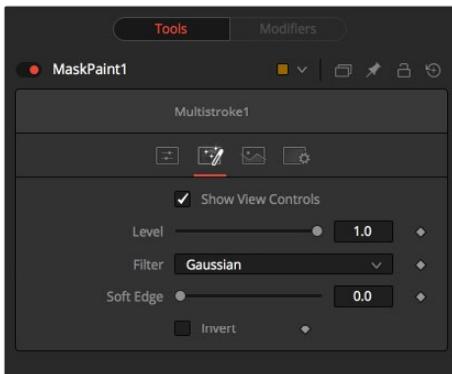 Tools Modifiers
MaskPaint1
Multistroke1
Show View Controls
Level 1.0
Filter Gaussian
Soft Edge 0.0
Invert